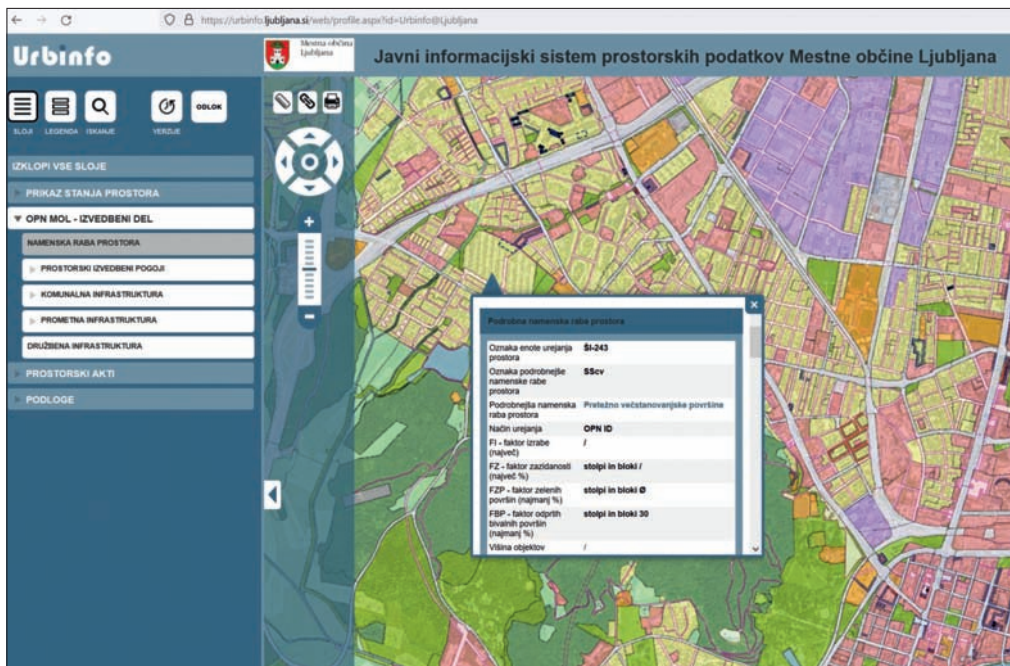 https://urbinfo.ljubljana.si/web/profile.aspx?id=Urbinfo@Ljubljana
Urbinfo
Mestna občina
Ljubljana
Javni informacijski sistem prostorskih podatkov Mestne občine Ljubljana
ODLOK
SLOJI
LEGENDA
ISKANJE
VERZIJE
IZKLOPI VSE SLOJE
PRIKAZ STANJA PROSTORA
OPN MOL - IZVEDBENI DEL
NAMENSKA RABA PROSTORA
PROSTORSKI IZVEDBENI POGOJI
KOMUNALNA INFRASTRUKTURA
PROMETNA INFRASTRUKTURA
DRUŽBENA INFRASTRUKTURA
PROSTORSKI AKTI
PODLOGE
Podrobna namenska raba prostora
Oznaka enote urejanja ŠI-243
prostora
Oznaka podrobnejše SScv
namenske rabe
prostora
Podrobnejša namenska Pretežno večstanovanjske površine
raba prostora
Način urejanja OPN ID
FI - faktor izrabe /
(največ)
FZ - faktor zazidanosti stolpi in bloki /
(največ %)
FZP - faktor zelenih stolpi in bloki Ø
površin (najmanj %)
FBP - faktor odprtih stolpi in bloki 30
bivalnih površin
(najmanj %)
Višina objektov /